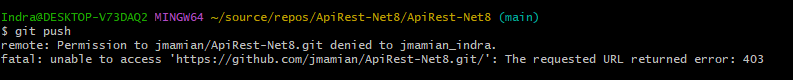 Indra@DESKTOP-V73DAQ2 MINGW64 ~/source/repos/ApiRest-Net8/ApiRest-Net8 (main)
$ git push
remote: Permission to jmamian/ApiRest-Net8.git denied to jmamian_indra.
fatal: unable to access 'https://github.com/jmamian/ApiRest-Net8.git/': The requested URL returned error: 403